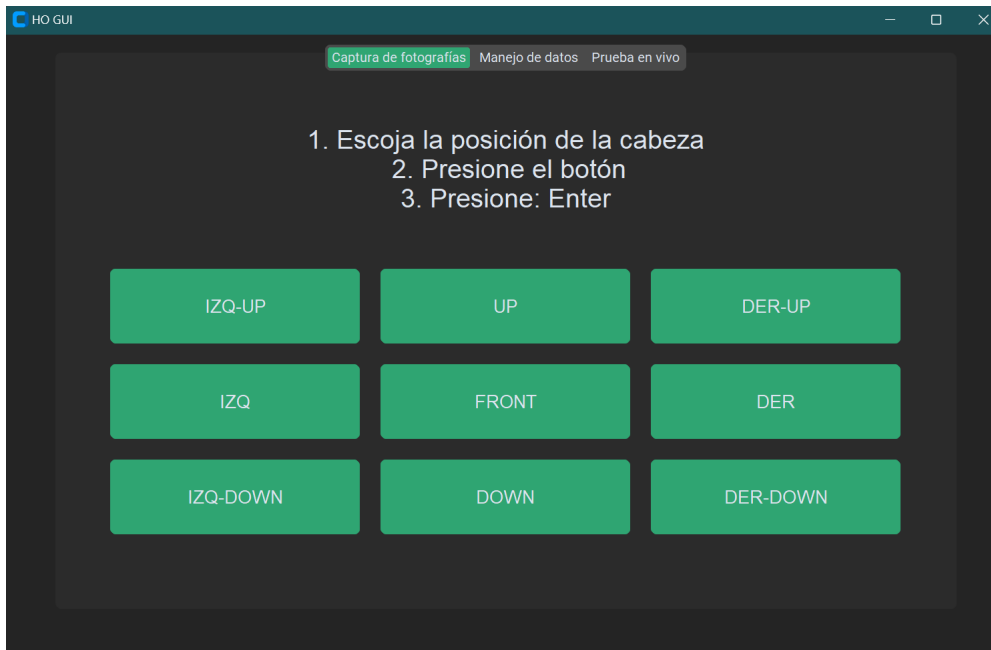 HO GUI
Captura de fotografías Manejo de datos Prueba en vivo
1. Escoja la posición de la cabeza
2. Presione el botón
3. Presione: Enter
IZQ-UP UP DER-UP
IZQ FRONT DER
IZQ-DOWN DOWN DER-DOWN